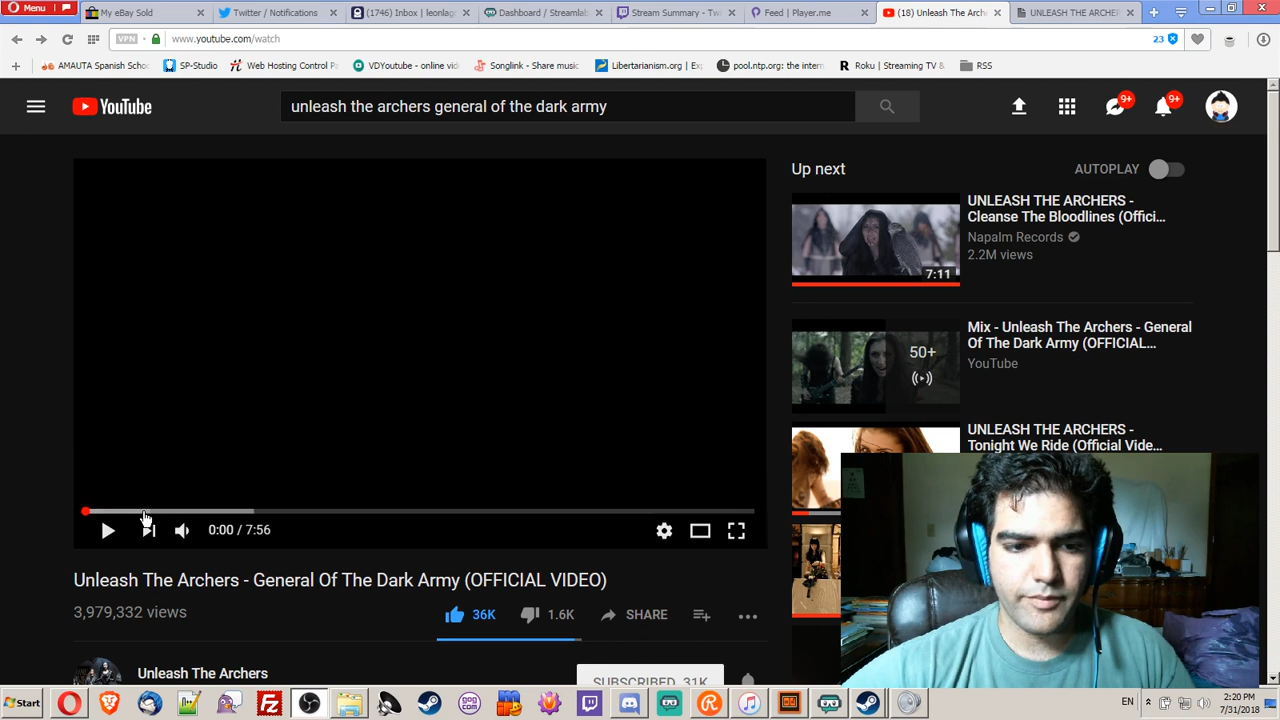 Menu
My eBay Sold
Twitter / Notifications
(1746) Inbox | leonlag
Dashboard / Streamlab
Stream Summary - Tw
Feed | Player.me
(18) Unleash The Arch
UNLEASH THE ARCHER
VPN
www.youtube.com/watch
23
AMAUTA Spanish Scho
SP-Studio
Web Hosting Control P
VDYoutube - online vid
Songlink - Share music
Libertarianism.org | Exp
pool.ntp.org: the intern
Roku | Streaming TV &
RSS
YouTube
unleash the archers general of the dark army
9+
9+
Up next
AUTOPLAY
UNLEASH THE ARCHERS -
Cleanse The Bloodlines (Offici...
Napalm Records
2.2M views
7:11
Mix - Unleash The Archers - General
Of The Dark Army (OFFICIAL...
YouTube
50+
UNLEASH THE ARCHERS -
Tonight We Ride (Official Vide...
0:00 / 7:56
Unleash The Archers - General Of The Dark Army (OFFICIAL VIDEO)
3,979,332 views
36K
1.6K
SHARE
Unleash The Archers
SUBSCRIBED 31K
Start
EN
2:20 PM
7/31/2018